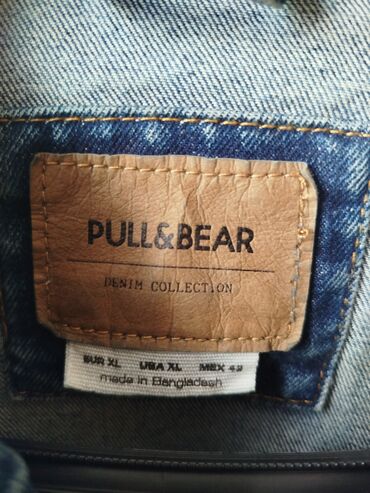 PULL&BEAR
DENIM COLLECTION
EUR XL USA XL MEX 42
made in Bangladesh